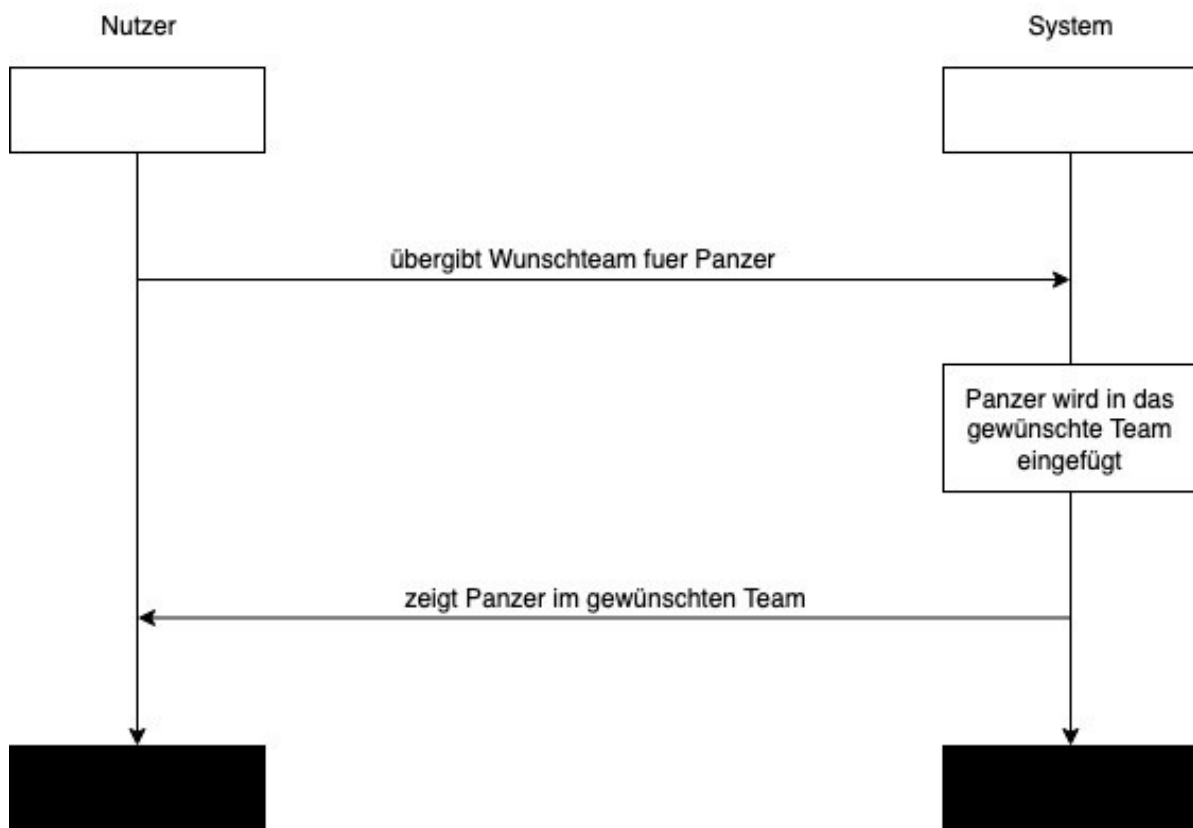 Nutzer
System
übergibt Wunschteam fuer Panzer
Panzer wird in das
gewünschte Team
eingefügt
zeigt Panzer im gewünschten Team